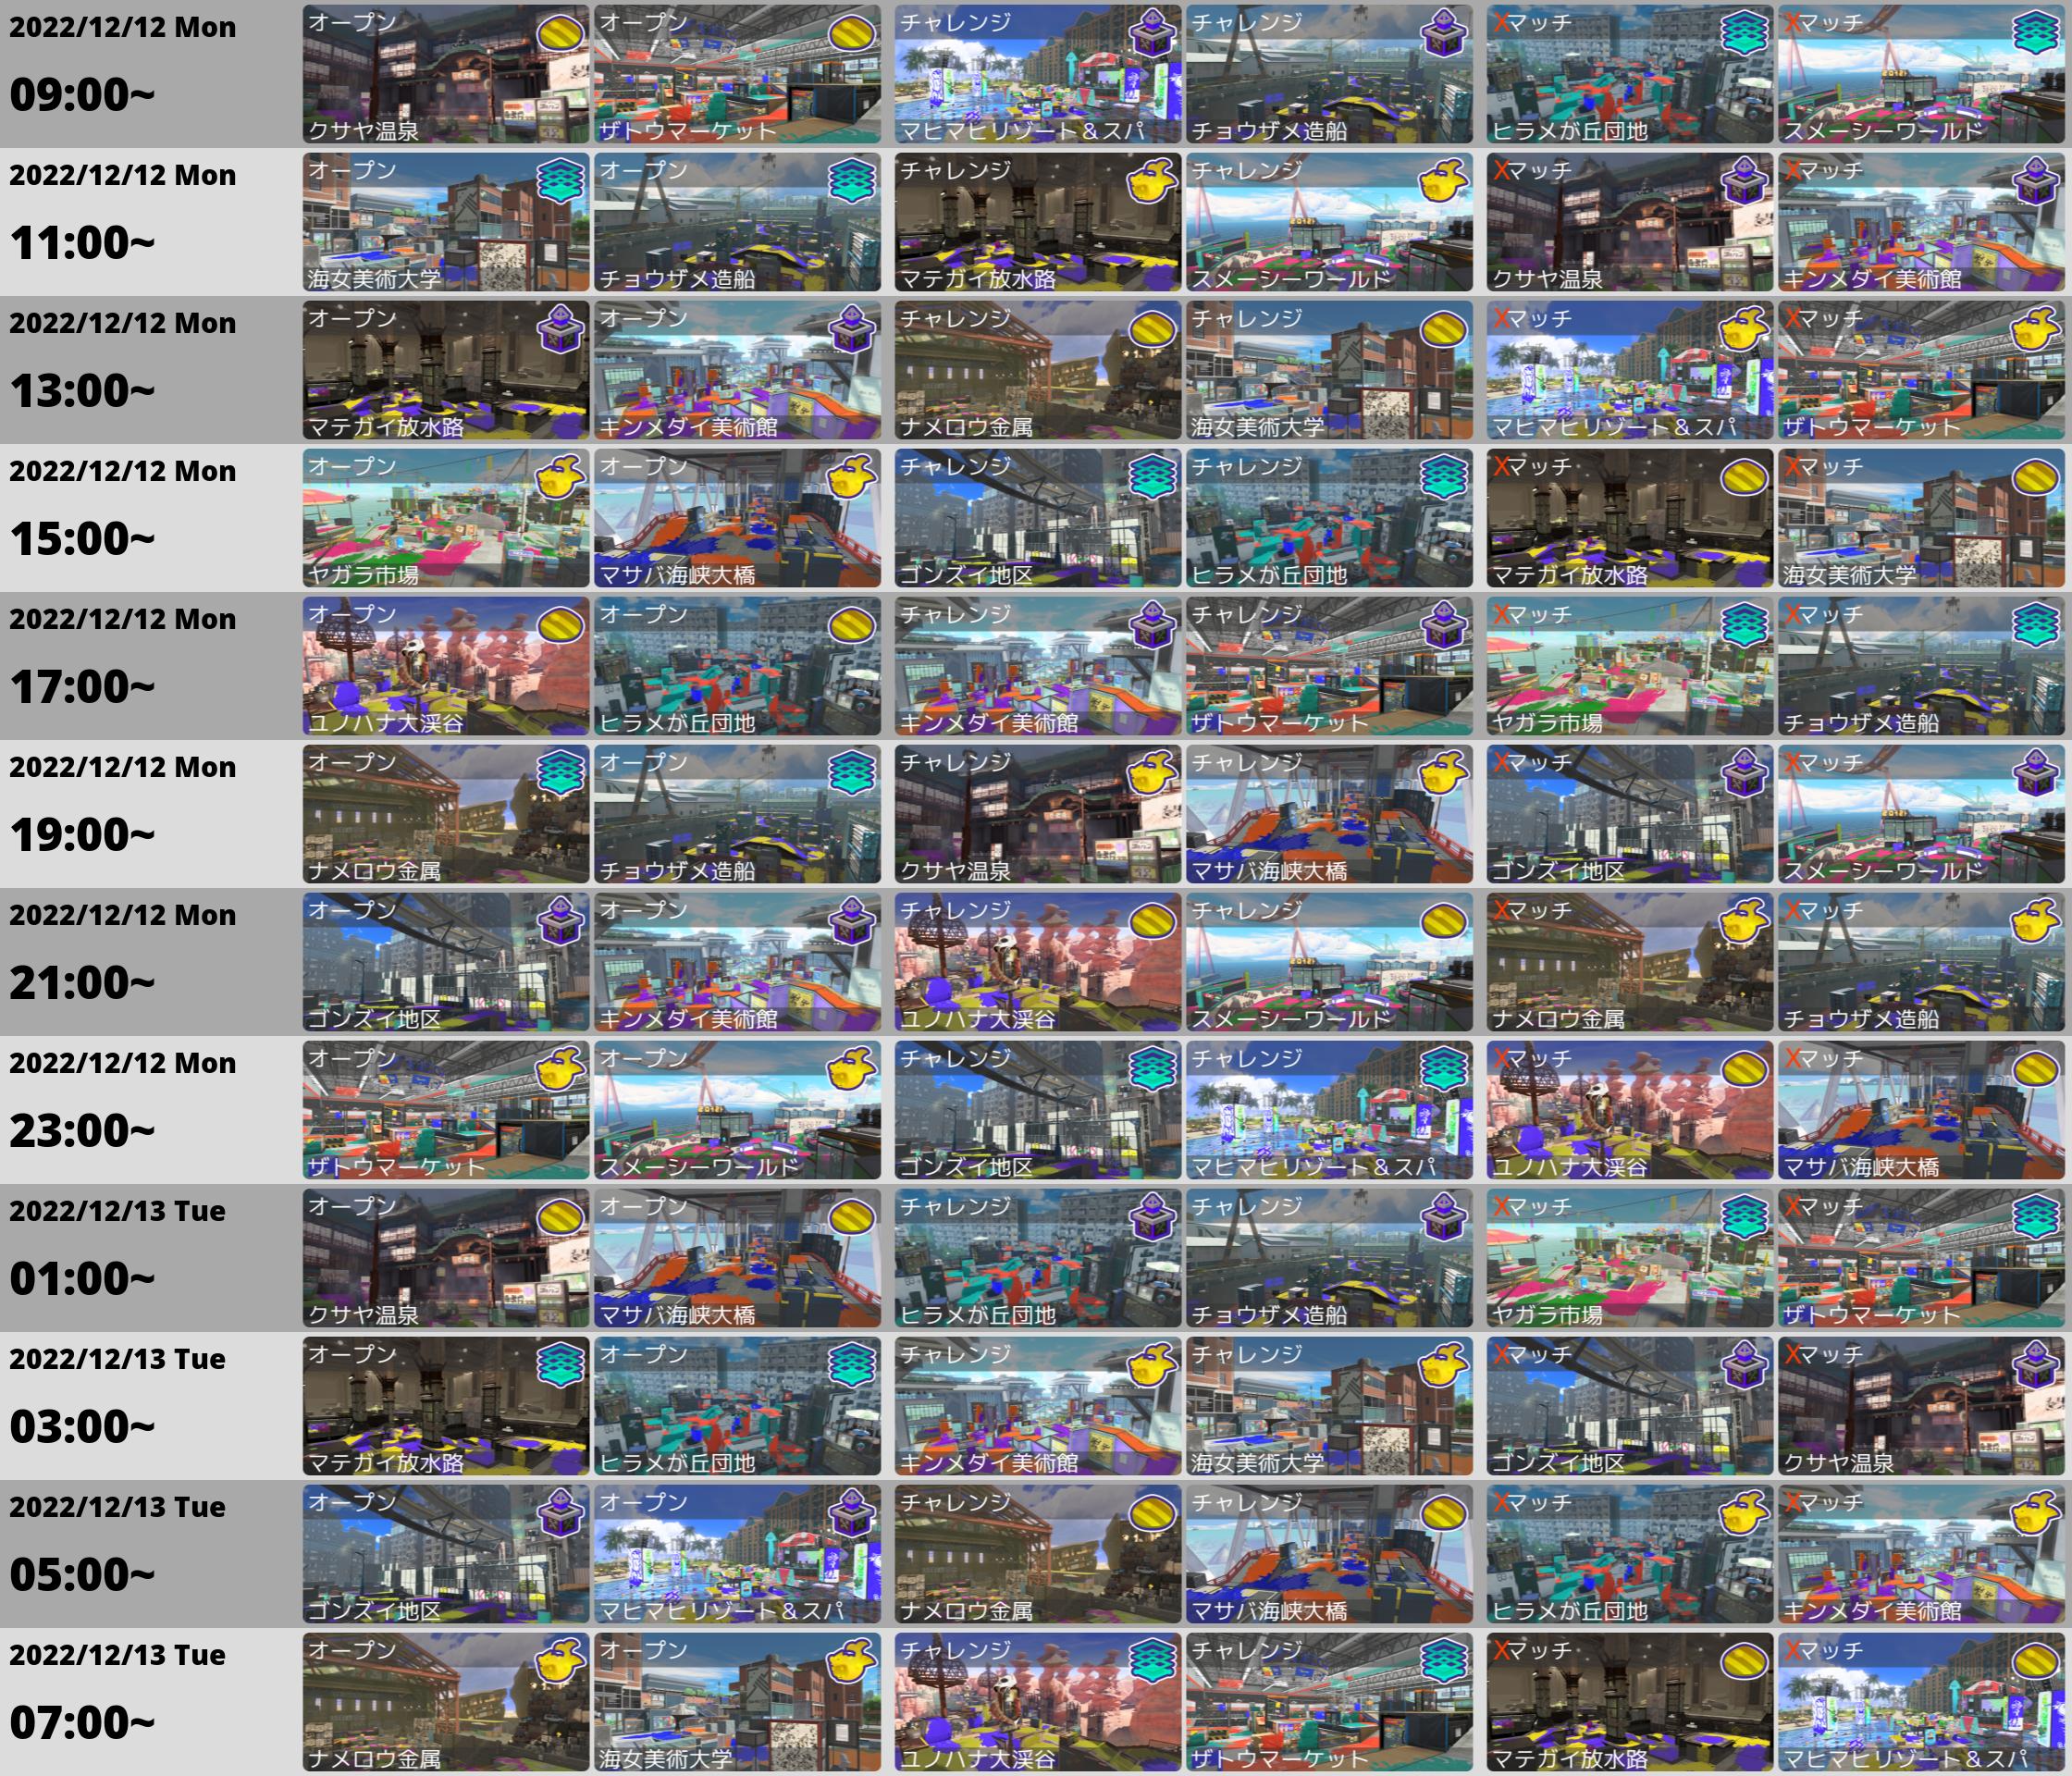 2022/12/12 Mon
09:00~
オープン オープン チャレンジ チャレンジ Xマッチ Xマッチ
クサヤ温泉 ザトウマーケット マヒマヒリゾート&スパ チョウザメ造船 ヒラメが丘団地 スメーシーワールド
2022/12/12 Mon
11:00~
オープン オープン チャレンジ チャレンジ Xマッチ Xマッチ
海女美術大学 チョウザメ造船 マテガイ放水路 スメーシーワールド クサヤ温泉 キンメダイ美術館
2022/12/12 Mon
13:00~
オープン オープン チャレンジ チャレンジ Xマッチ Xマッチ
マテガイ放水路 キンメダイ美術館 ナメロウ金属 海女美術大学 マヒマヒリゾート&スパ ザトウマーケット
2022/12/12 Mon
15:00~
オープン オープン チャレンジ チャレンジ Xマッチ Xマッチ
ヤガラ市場 マサバ海峡大橋 ゴンズイ地区 ヒラメが丘団地 マテガイ放水路 海女美術大学
2022/12/12 Mon
17:00~
オープン オープン チャレンジ チャレンジ Xマッチ Xマッチ
ユノハナ大渓谷 ヒラメが丘団地 キンメダイ美術館 ザトウマーケット ヤガラ市場 チョウザメ造船
2022/12/12 Mon
19:00~
オープン オープン チャレンジ チャレンジ Xマッチ Xマッチ
ナメロウ金属 チョウザメ造船 クサヤ温泉 マサバ海峡大橋 ゴンズイ地区 スメーシーワールド
2022/12/12 Mon
21:00~
オープン オープン チャレンジ チャレンジ Xマッチ Xマッチ
ゴンズイ地区 キンメダイ美術館 ユノハナ大渓谷 スメーシーワールド ナメロウ金属 チョウザメ造船
2022/12/12 Mon
23:00~
オープン オープン チャレンジ チャレンジ Xマッチ Xマッチ
ザトウマーケット スメーシーワールド ゴンズイ地区 マヒマヒリゾート&スパ ユノハナ大渓谷 マサバ海峡大橋
2022/12/13 Tue
01:00~
オープン オープン チャレンジ チャレンジ Xマッチ Xマッチ
クサヤ温泉 マサバ海峡大橋 ヒラメが丘団地 チョウザメ造船 ヤガラ市場 ザトウマーケット
2022/12/13 Tue
03:00~
オープン オープン チャレンジ チャレンジ Xマッチ Xマッチ
マテガイ放水路 ヒラメが丘団地 キンメダイ美術館 海女美術大学 ゴンズイ地区 クサヤ温泉
2022/12/13 Tue
05:00~
オープン オープン チャレンジ チャレンジ Xマッチ Xマッチ
ゴンズイ地区 マヒマヒリゾート&スパ ナメロウ金属 マサバ海峡大橋 ヒラメが丘団地 キンメダイ美術館
2022/12/13 Tue
07:00~
オープン オープン チャレンジ チャレンジ Xマッチ Xマッチ
ナメロウ金属 海女美術大学 ユノハナ大渓谷 ザトウマーケット マテガイ放水路 マヒマヒリゾート&スパ